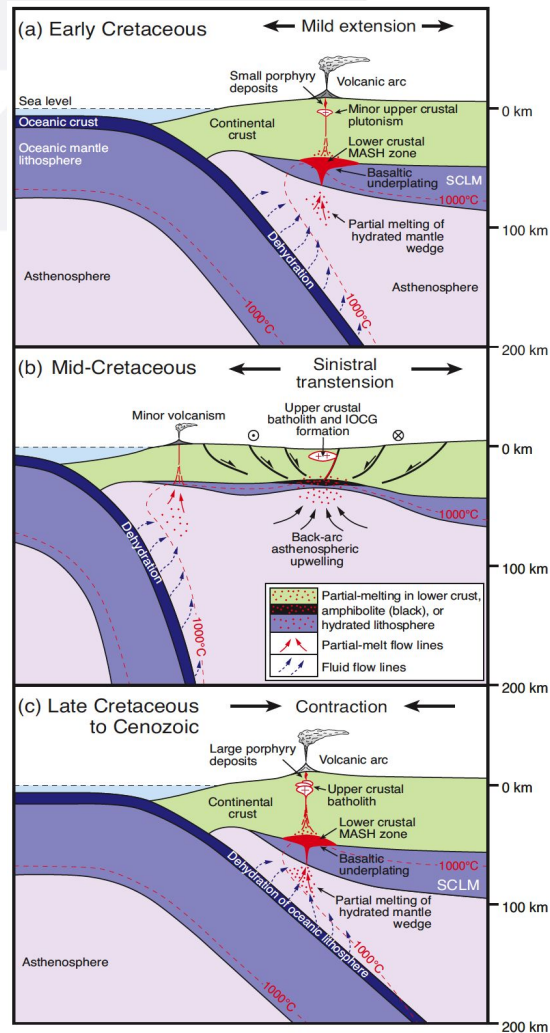 (a) Early Cretaceous
Mild extension
Small porphyry
deposits
Volcanic arc
Sea level
0 km
Oceanic crust
Continental
crust
Minor upper crustal
plutonism
Oceanic mantle
lithosphere
Lower crustal
MASH zone
Basaltic
underplating
SCLM
1000°C
Partial melting of
hydrated mantle
wedge
100 km
Dehydration
Asthenosphere
Asthenosphere
1000°C
1000°C
200 km
(b) Mid-Cretaceous
Sinistral
transtension
Minor volcanism
Upper crustal
batholith and IOCG
formation
0 km
1000°C
Dehydration
Back-arc
asthenospheric
upwelling
100 km
Partial-melting in lower crust,
amphibolite (black), or
hydrated lithosphere
Partial-melt flow lines
Fluid flow lines
1000°C
200 km
(c) Late Cretaceous
to Cenozoic
Contraction
Large porphyry
deposits
Volcanic arc
0 km
Upper crustal
batholith
Continental
crust
Lower crustal
MASH zone
Basaltic
underplating
1000°C
SCLM
Partial melting of
hydrated mantle
wedge
100 km
Dehydration of oceanic lithosphere
Asthenosphere
1000°C
1000°C
200 km